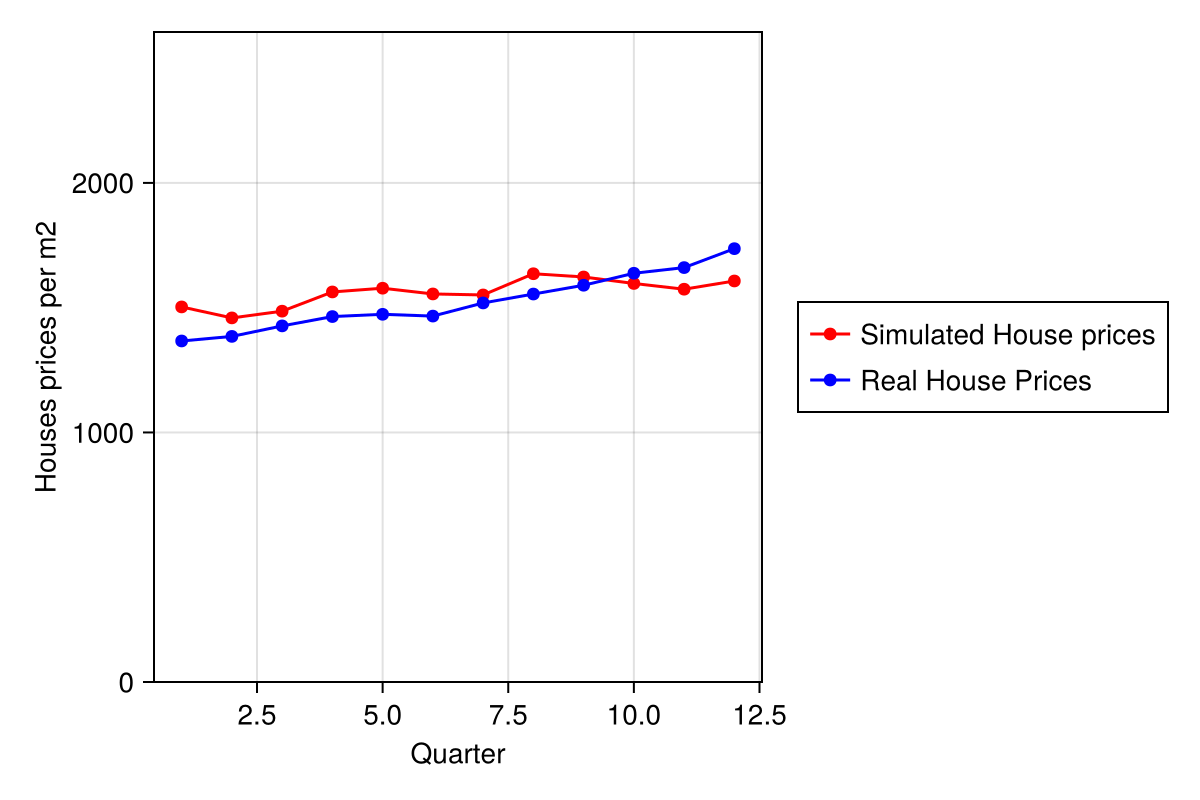 Houses prices per m2
2000
1000
0
2.5 5.0 7.5 10.0 12.5
Quarter
Simulated House prices
Real House Prices